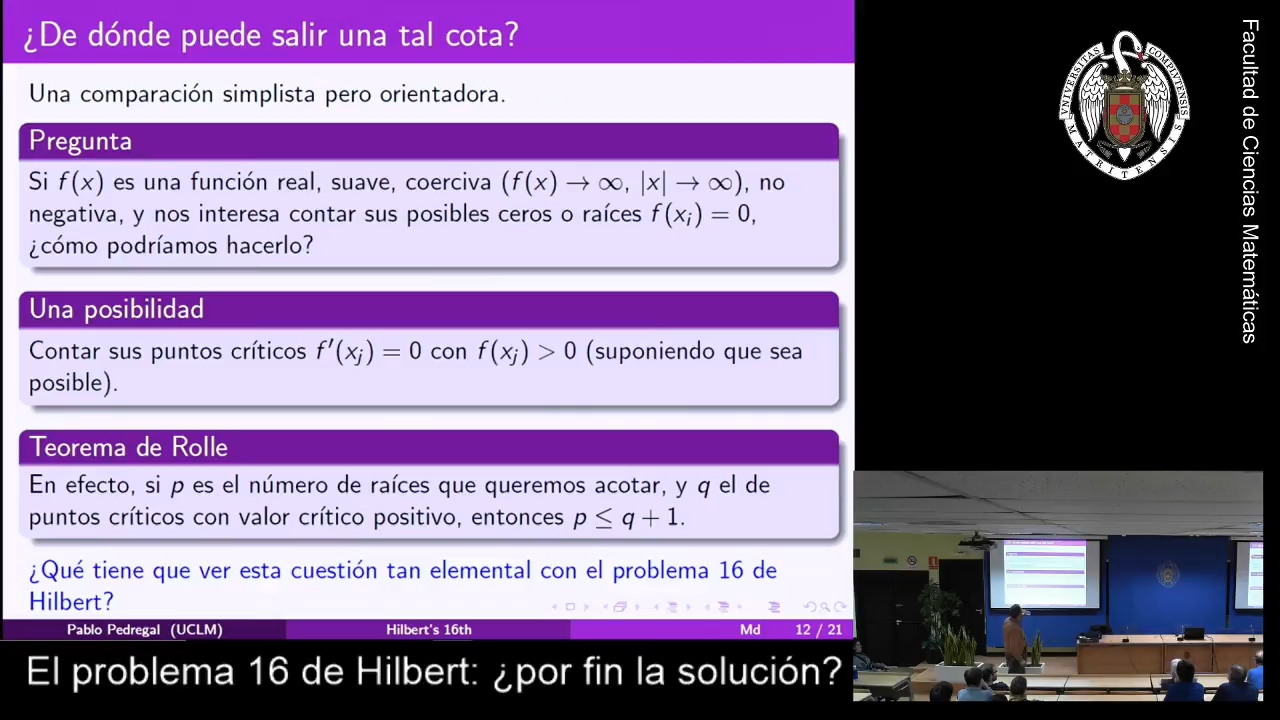 ¿De dónde puede salir una tal cota?
Una comparación simplista pero orientadora.
Pregunta
Si f(x) es una función real, suave, coerciva (f(x) → ∞, |x| → ∞), no
negativa, y nos interesa contar sus posibles ceros o raíces f(xᵢ) = 0,
¿cómo podríamos hacerlo?
Una posibilidad
Contar sus puntos críticos f′(xⱼ) = 0 con f(xⱼ) > 0 (suponiendo que sea
posible).
Teorema de Rolle
En efecto, si p es el número de raíces que queremos acotar, y q el de
puntos críticos con valor crítico positivo, entonces p ≤ q + 1.
¿Qué tiene que ver esta cuestión tan elemental con el problema 16 de
Hilbert?
Pablo Pedregal (UCLM) Hilbert's 16th Md 12 / 21
El problema 16 de Hilbert: ¿por fin la solución?
VNIVERSITAS COMPLVTENSIS
MATRITENSIS
Facultad de Ciencias Matemáticas